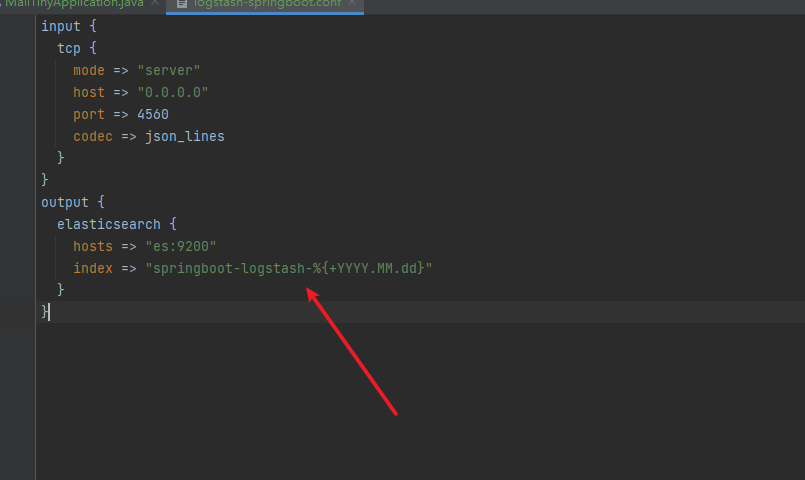 MallTinyApplication.java logstash-springboot.conf
input {
tcp {
mode => "server"
host => "0.0.0.0"
port => 4560
codec => json_lines
}
}
output {
elasticsearch {
hosts => "es:9200"
index => "springboot-logstash-%{+YYYY.MM.dd}"
}
}